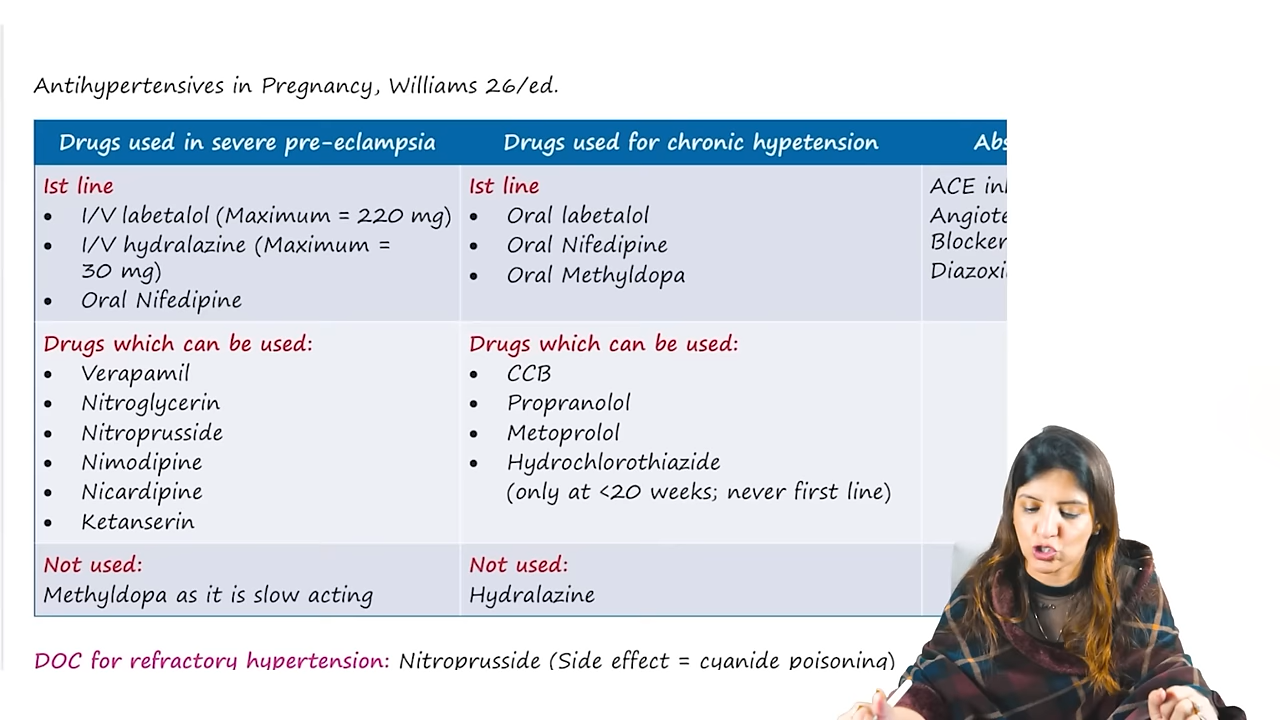 Antihypertensives in Pregnancy, Williams 26/ed.
Drugs used in severe pre-eclampsia
Ist line
• I/V labetalol (Maximum = 220 mg)
• I/V hydralazine (Maximum =
30 mg)
• Oral Nifedipine
Drugs which can be used:
• Verapamil
• Nitroglycerin
• Nitroprusside
• Nimodipine
• Nicardipine
• Ketanserin
Not used:
Methyldopa as it is slow acting
Drugs used for chronic hypetension
Ist line
• Oral labetalol
• Oral Nifedipine
• Oral Methyldopa
Drugs which can be used:
• CCB
• Propranolol
• Metoprolol
• Hydrochlorothiazide
(only at <20 weeks; never first line)
Not used:
Hydralazine
ACE
DOC for refractory hypertension: Nitroprusside (Side effect = cyanide poisoning)